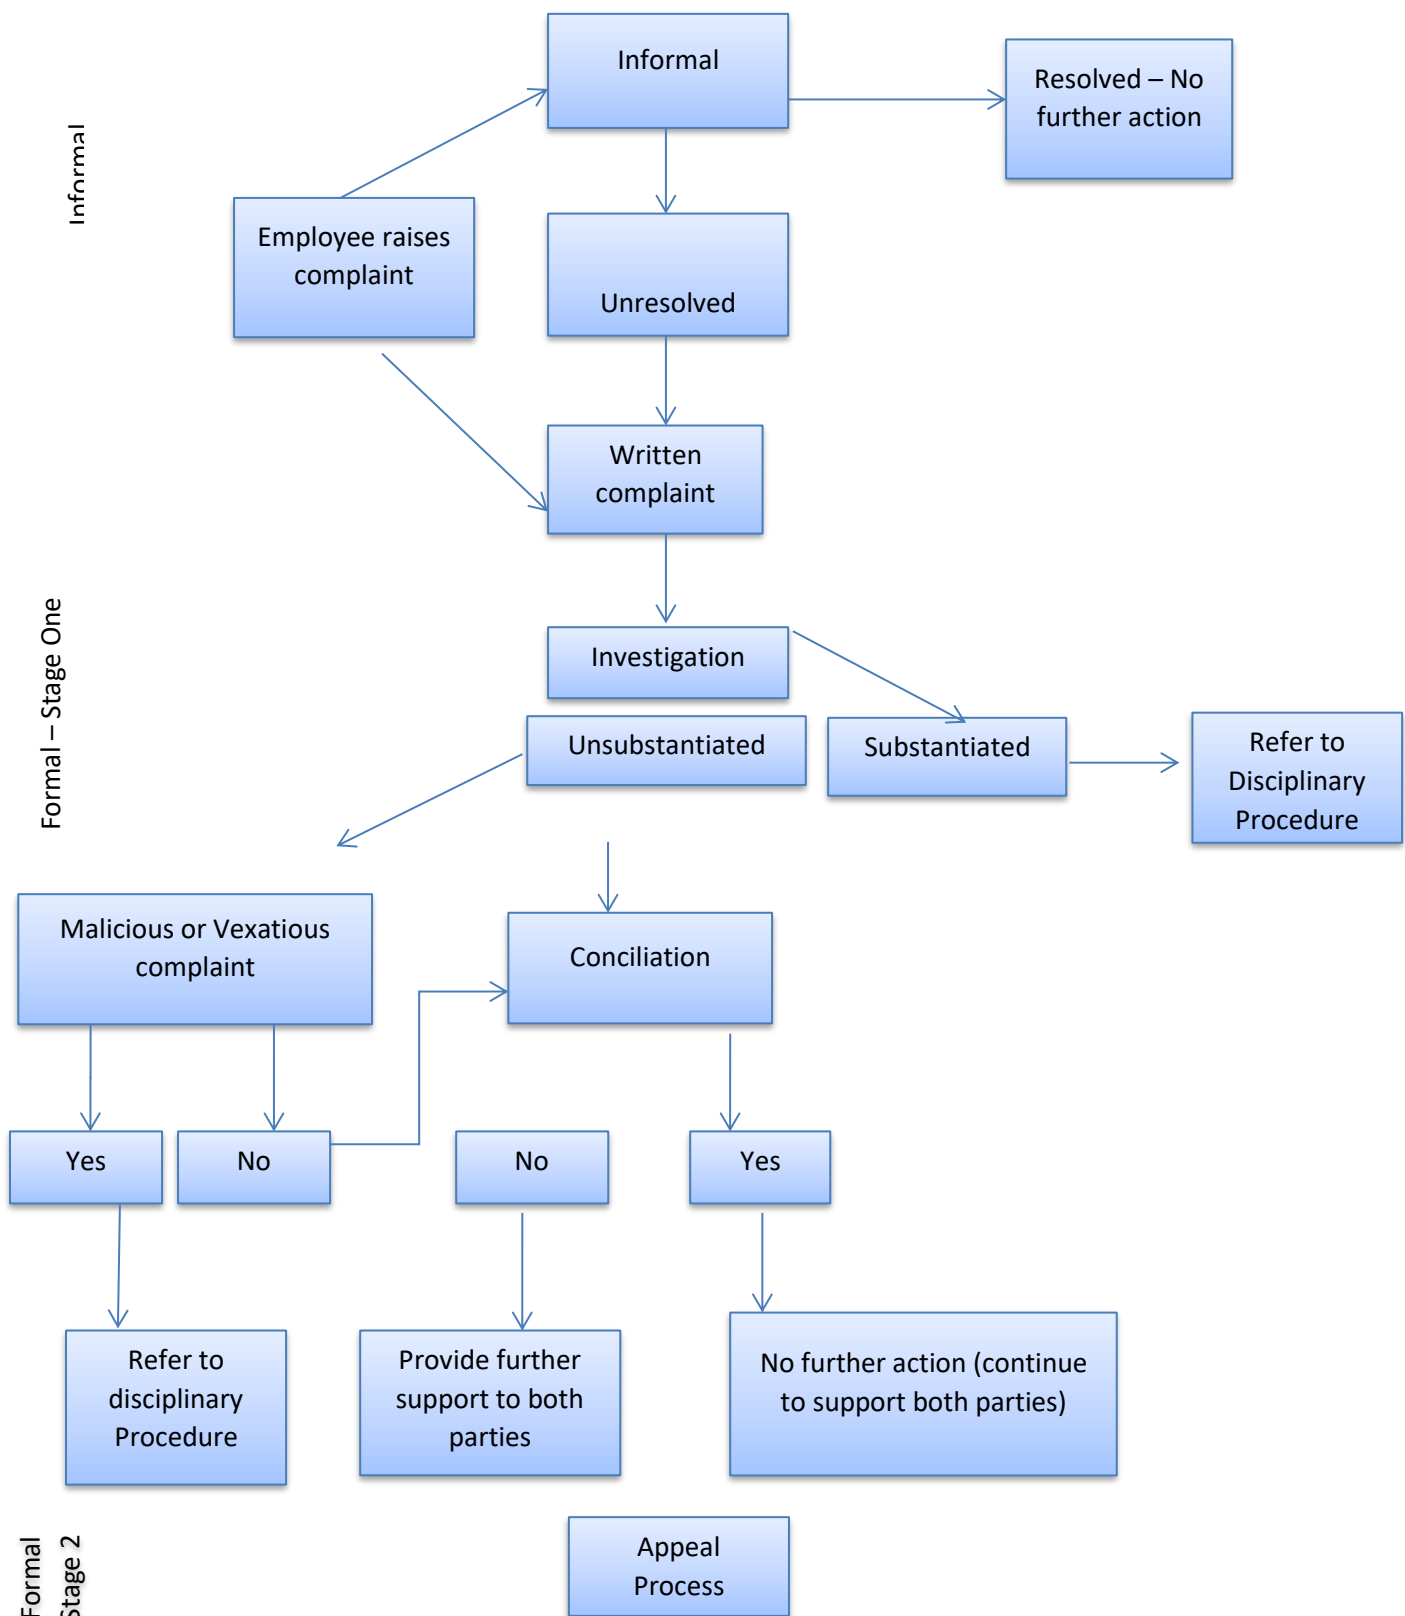 Informal
Informal
Resolved – No
further action
Employee raises
complaint
Unresolved
Written
complaint
Formal – Stage One
Investigation
Unsubstantiated
Substantiated
Refer to
Disciplinary
Procedure
Malicious or Vexatious
complaint
Conciliation
Yes
No
No
Yes
Refer to
disciplinary
Procedure
Provide further
support to both
parties
No further action (continue
to support both parties)
Formal
Stage 2
Appeal
Process